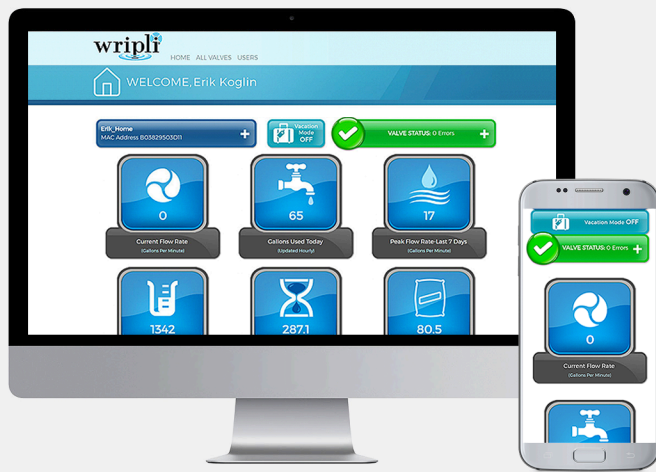 wripli
HOME ALL VALVES USERS
WELCOME, Erik Koglin
Erik_Home
MAC Address B03829503D11
+
Vacation
Mode
OFF
VALVE STATUS: 0 Errors +
0
65
17
Current Flow Rate
(Gallons Per Minute)
Gallons Used Today
(Updated Hourly)
Peak Flow Rate-Last 7 Days
(Gallons Per Minute)
1342
287.1
80.5
Vacation Mode OFF
VALVE STATUS: 0 Errors +
0
Current Flow Rate
(Gallons Per Minute)